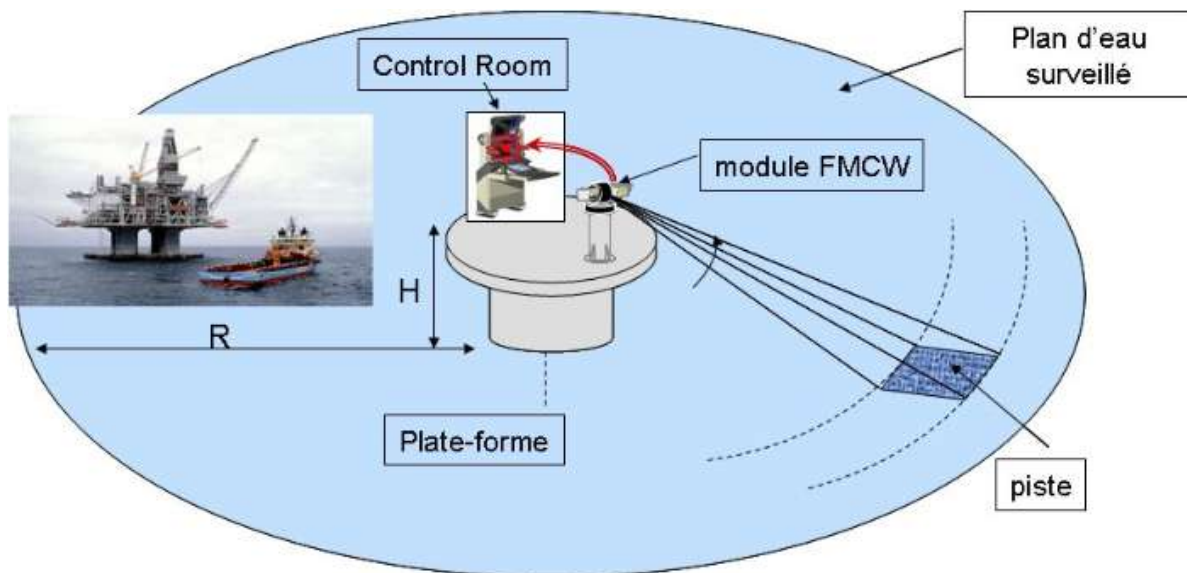 Plan d'eau
surveillé
Control Room
module FMCW
H
R
Plate-forme
piste